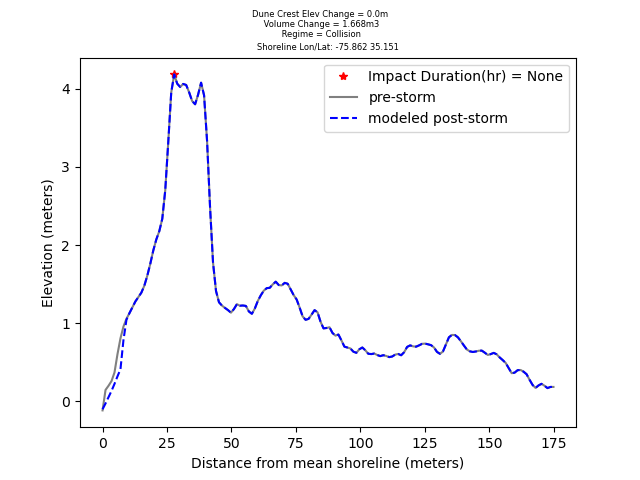 Dune Crest Elev Change = 0.0m
Volume Change = 1.668m3
Regime = Collision
Shoreline Lon/Lat: -75.862 35.151
Impact Duration(hr) = None
pre-storm
modeled post-storm
Elevation (meters)
4
3
2
1
0
0 25 50 75 100 125 150 175
Distance from mean shoreline (meters)